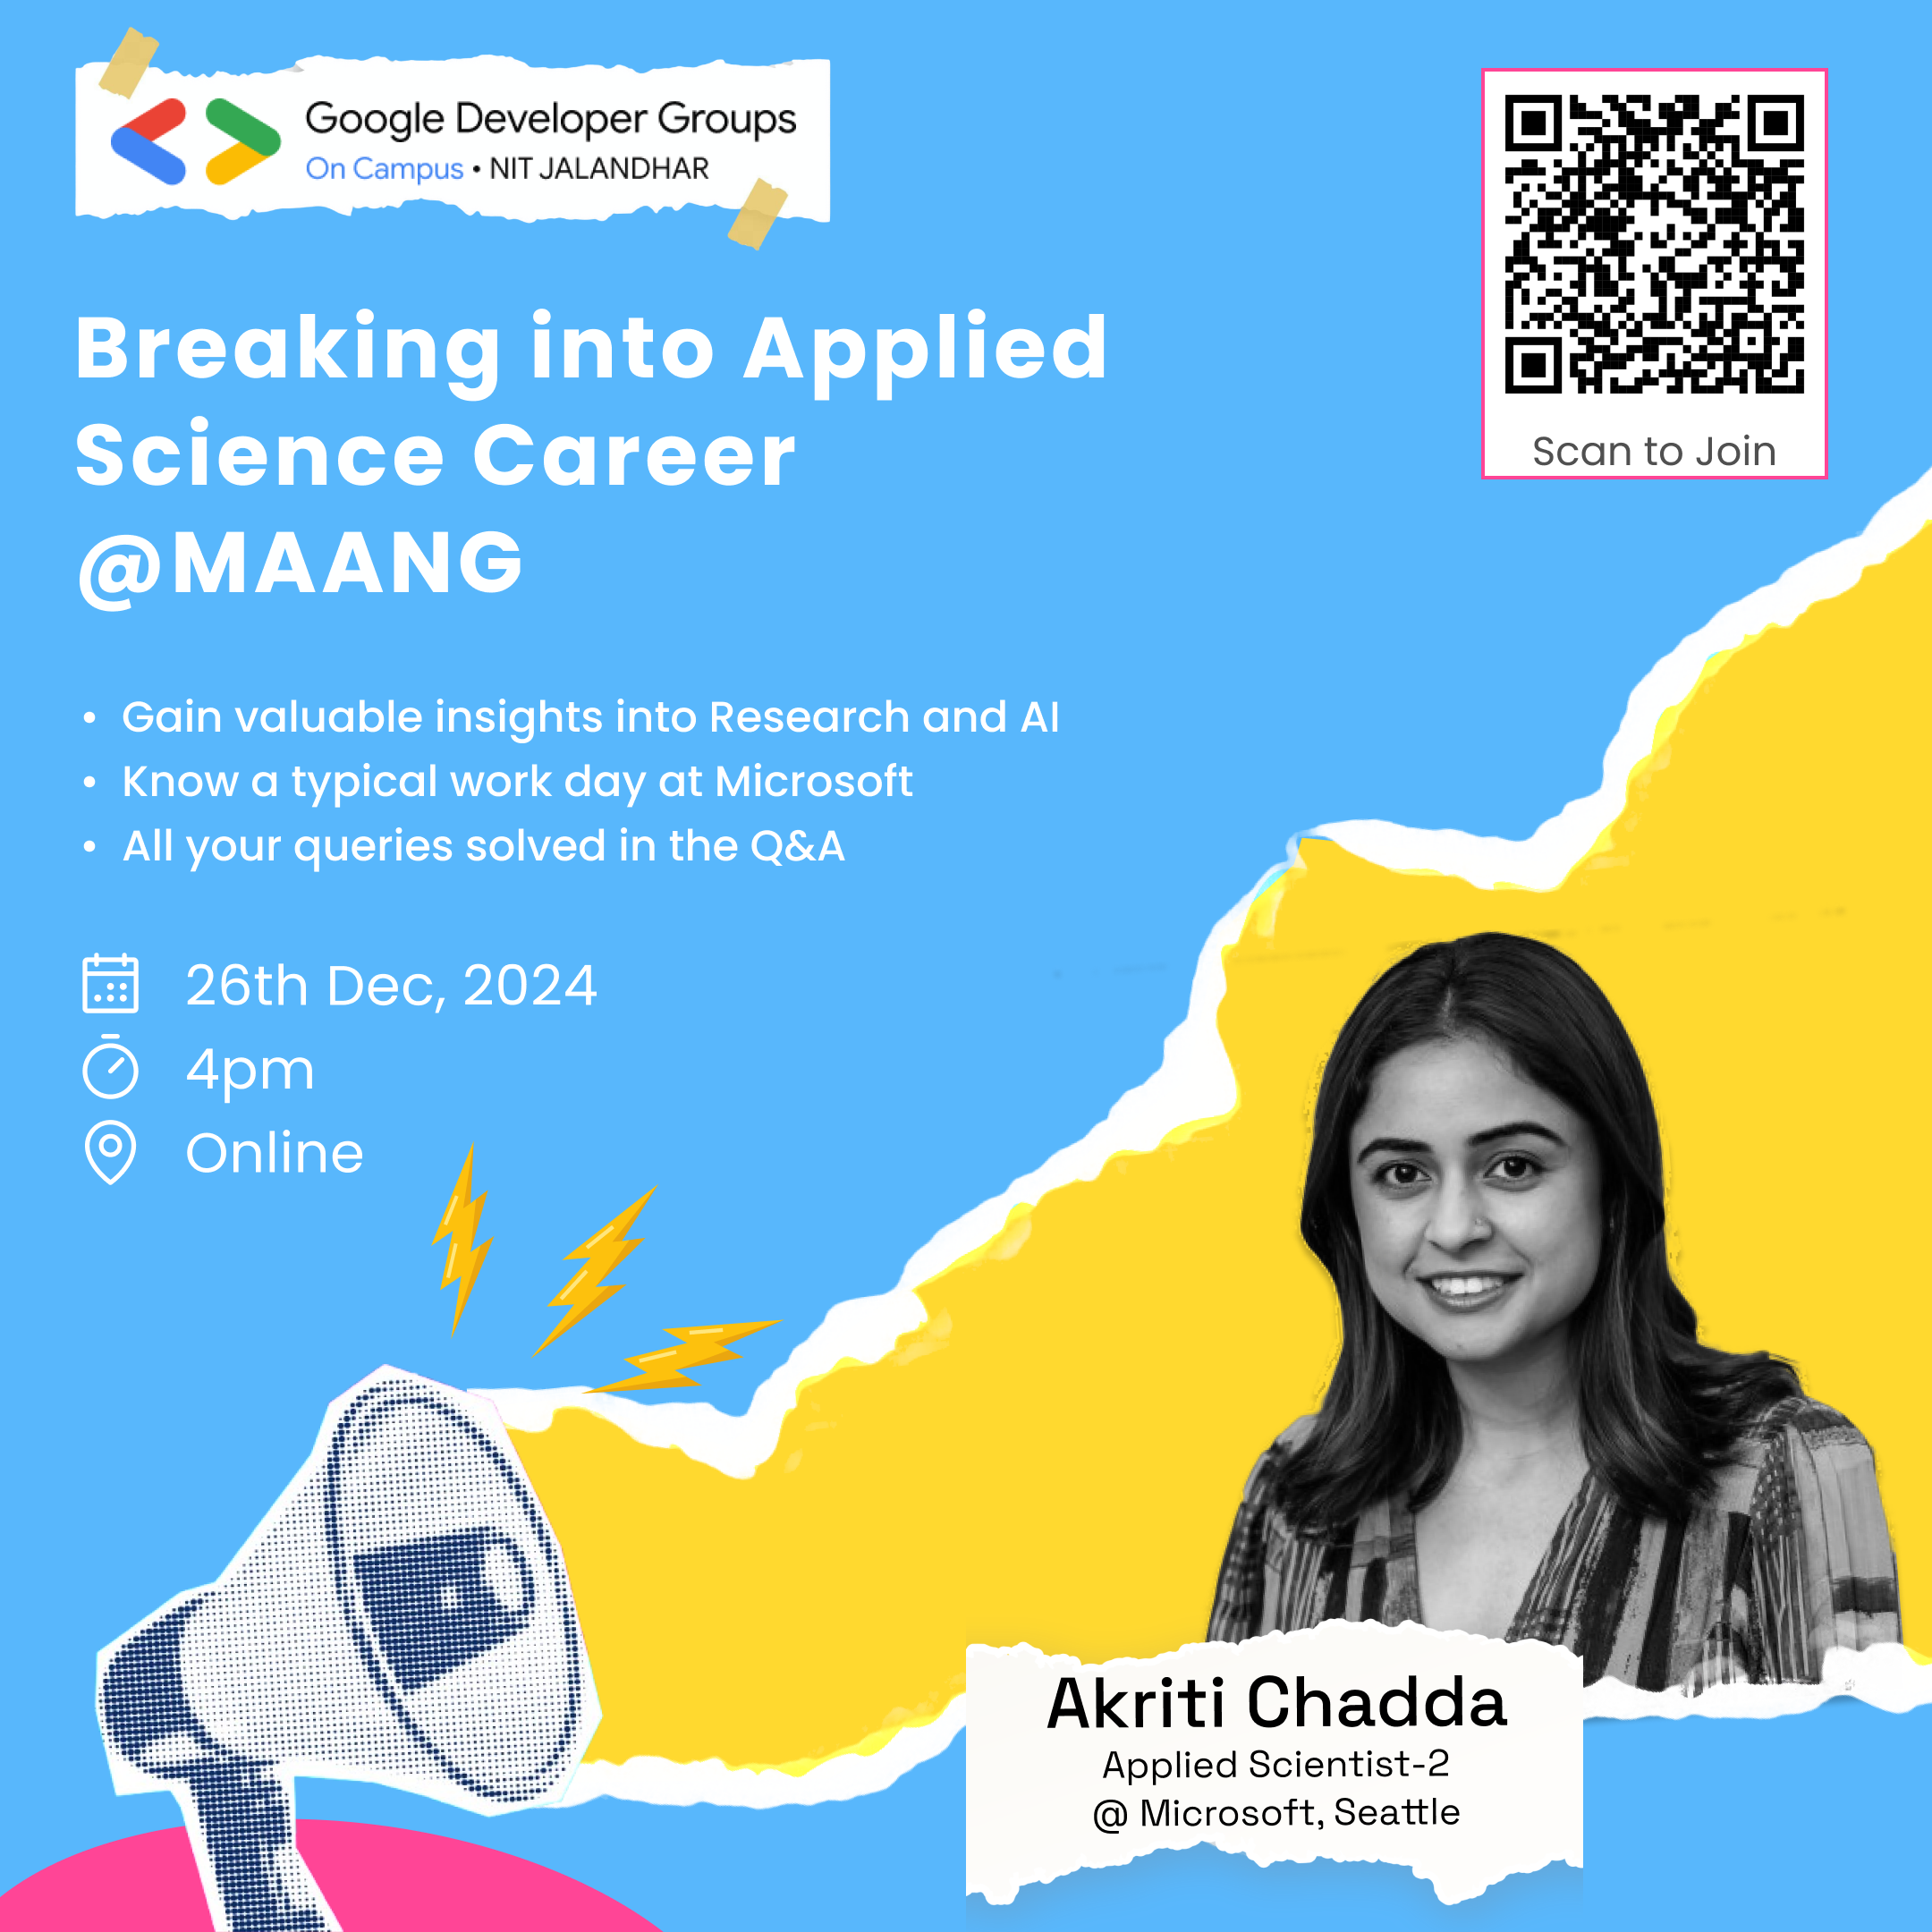 Google Developer Groups
On Campus • NIT JALANDHAR
Scan to Join
Breaking into Applied
Science Career
@MAANG
• Gain valuable insights into Research and AI
• Know a typical work day at Microsoft
• All your queries solved in the Q&A
26th Dec, 2024
4pm
Online
Akriti Chadda
Applied Scientist-2
@ Microsoft, Seattle